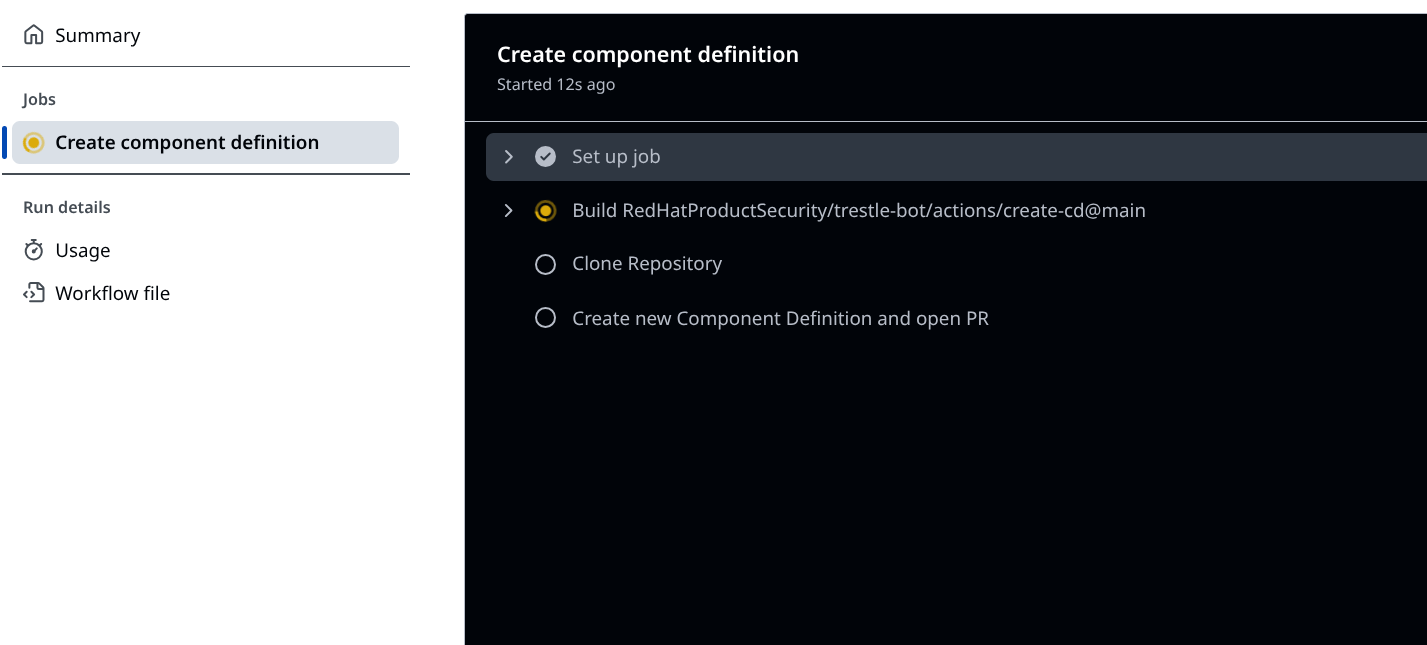 Summary
Jobs
Create component definition
Run details
Usage
Workflow file
Create component definition
Started 12s ago
Set up job
Build RedHatProductSecurity/trestle-bot/actions/create-cd@main
Clone Repository
Create new Component Definition and open PR